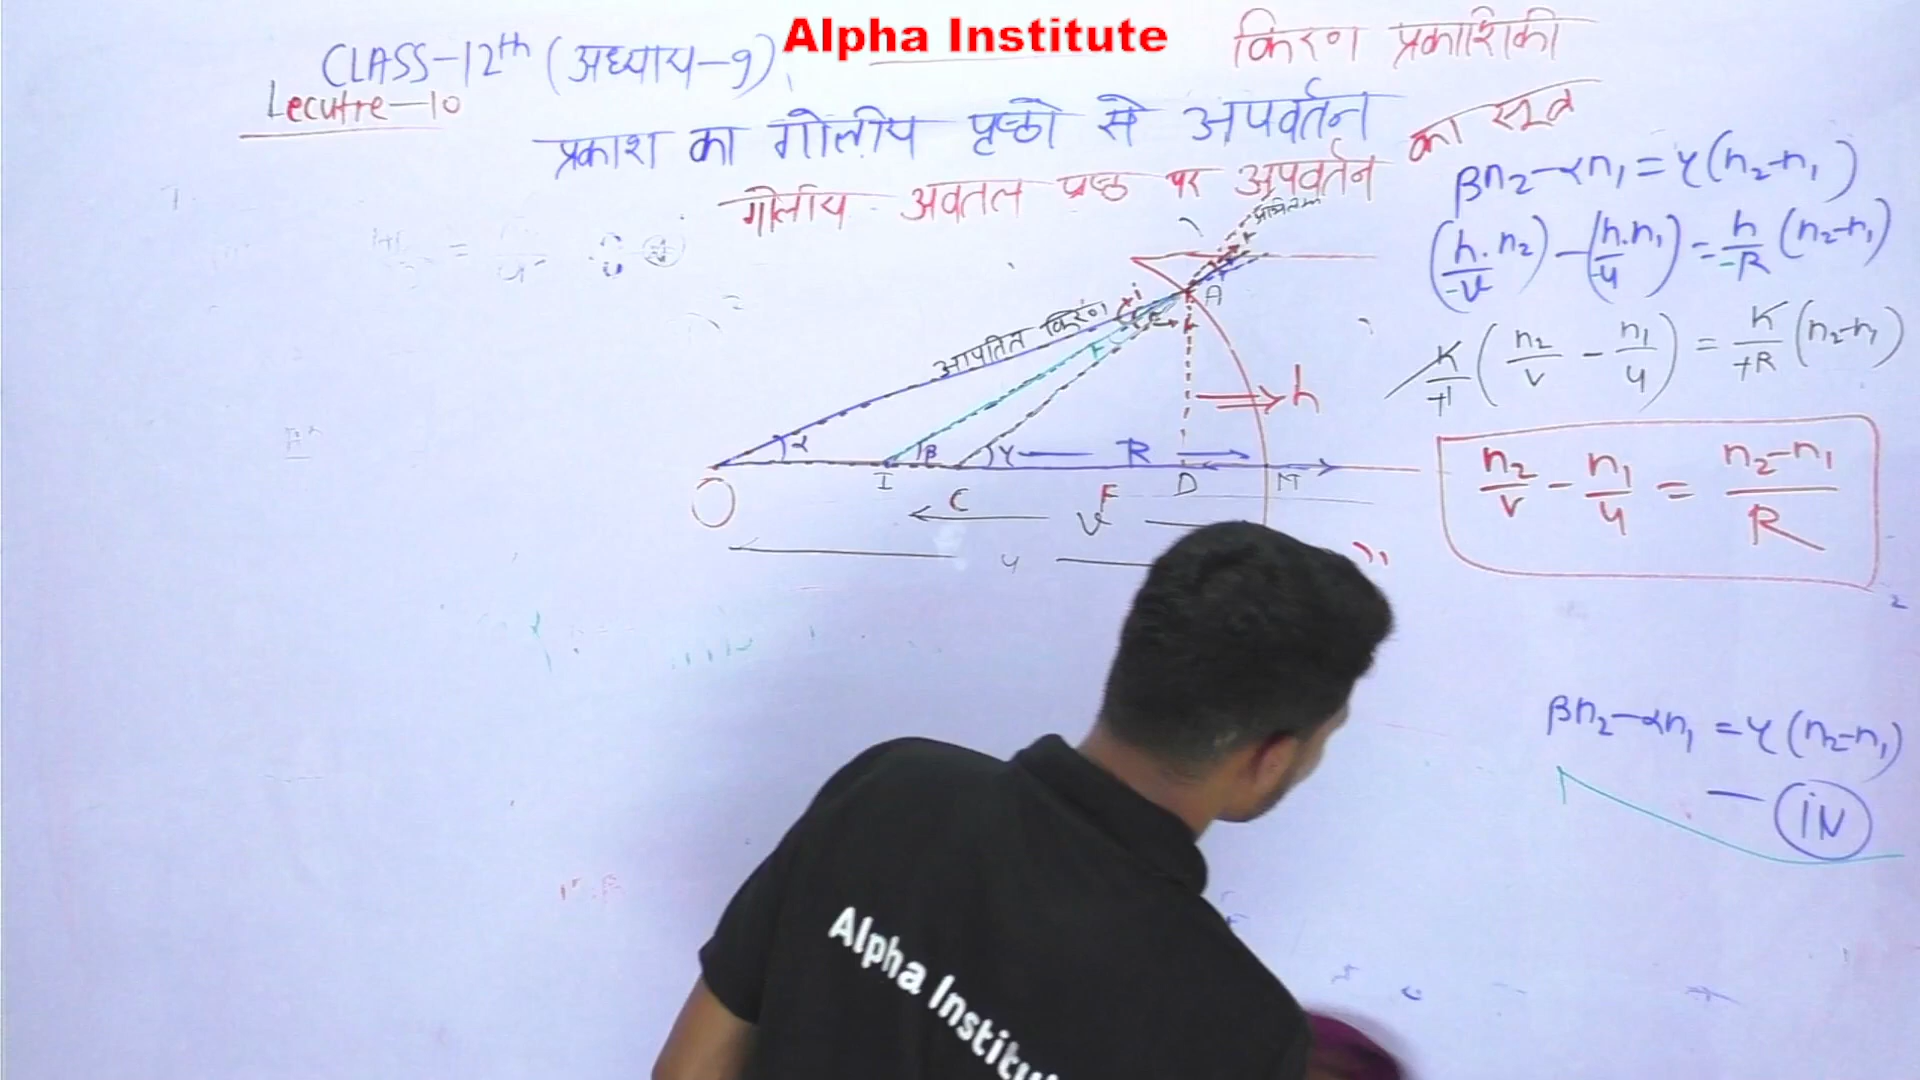 Alpha Institute
CLASS-12th (अध्याय-9)
किरण प्रकाशिकी
Lecutre-10
प्रकाश का गोलीय पृष्ठो से अपवर्तन
गोलीय अवतल प्रष्ठ पर अपवर्तन का सूत्र
आपतित किरण
i
A
r
h
α
β
γ
R
O
I
C
F
D
M
v
u
βn₂-αn₁=γ(n₂-n₁)
(h/-v . n₂) - (h.n₁/-u) = h/-R (n₂-n₁)
h/+1 (n₂/v - n₁/u) = h/+R (n₂-n₁)
n₂/v - n₁/u = n₂-n₁/R
βn₂-αn₁ = γ(n₂-n₁)
- (iv)
Alpha Institu